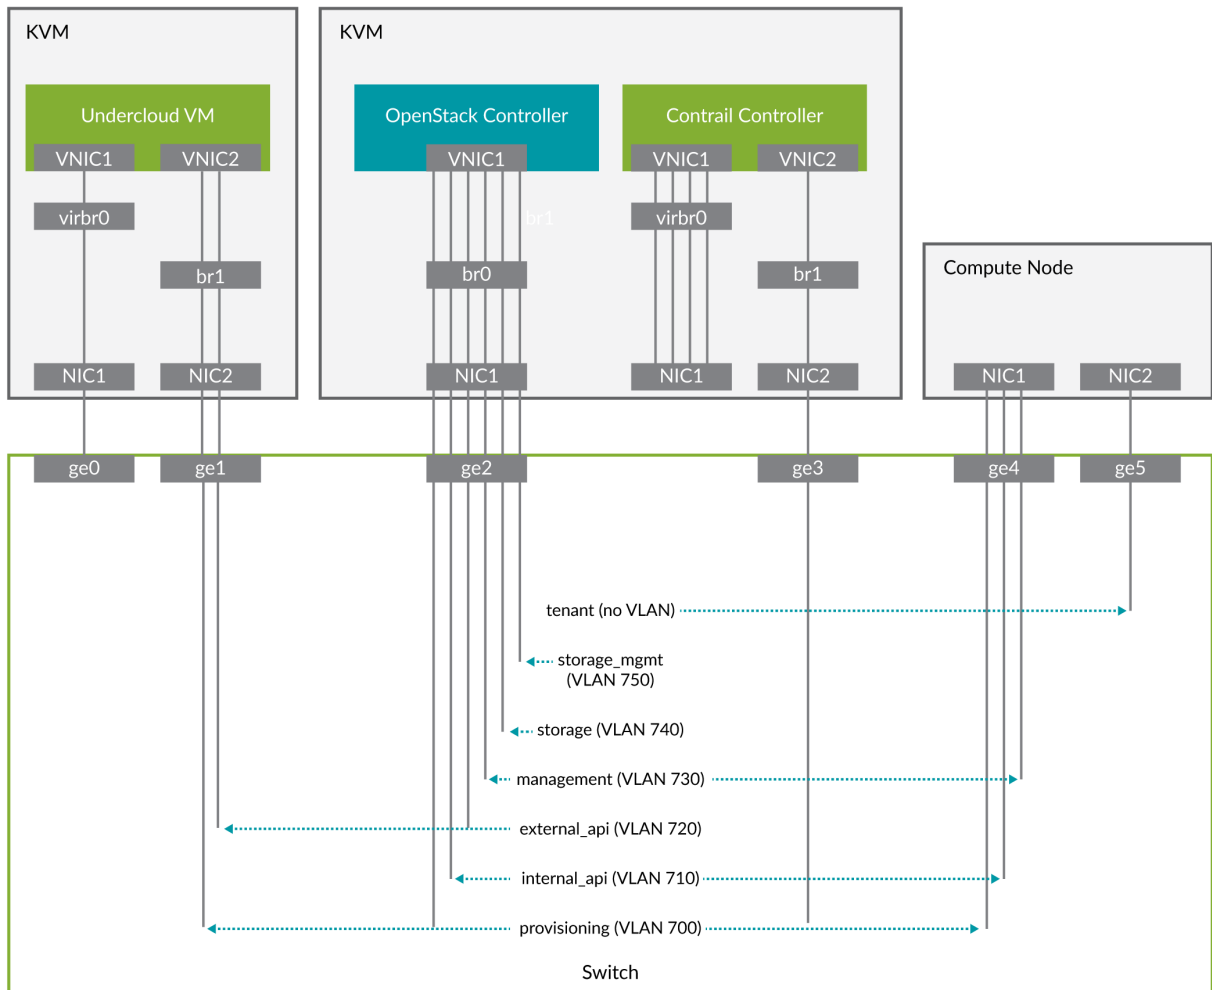 KVM
KVM
Undercloud VM
OpenStack Controller
Contrail Controller
VNIC1
VNIC2
VNIC1
VNIC1
VNIC2
virbr0
br1
virbr0
br1
br0
br1
Compute Node
NIC1
NIC2
NIC1
NIC1
NIC2
NIC1
NIC2
ge0
ge1
ge2
ge3
ge4
ge5
tenant (no VLAN)
storage_mgmt
(VLAN 750)
storage (VLAN 740)
management (VLAN 730)
external_api (VLAN 720)
internal_api (VLAN 710)
provisioning (VLAN 700)
Switch